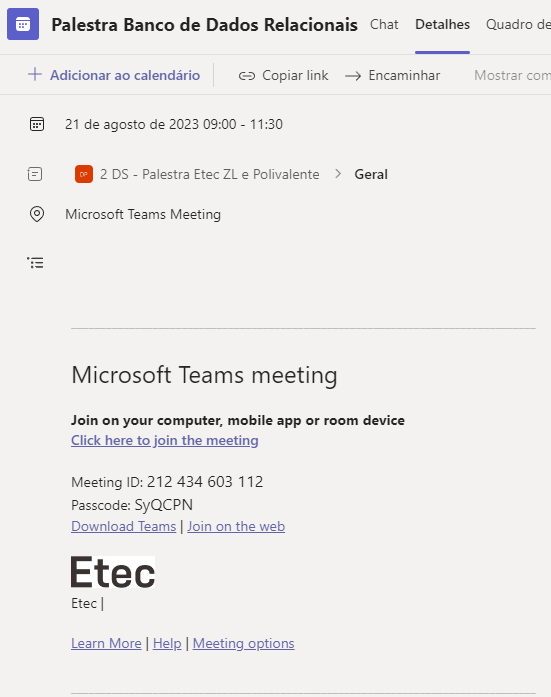 Palestra Banco de Dados Relacionais Chat Detalhes Quadro de
Adicionar ao calendário Copiar link Encaminhar Mostrar com
21 de agosto de 2023 09:00 - 11:30
DP 2 DS - Palestra Etec ZL e Polivalente > Geral
Microsoft Teams Meeting
Microsoft Teams meeting
Join on your computer, mobile app or room device
Click here to join the meeting
Meeting ID: 212 434 603 112
Passcode: SyQCPN
Download Teams | Join on the web
Etec
Etec |
Learn More | Help | Meeting options